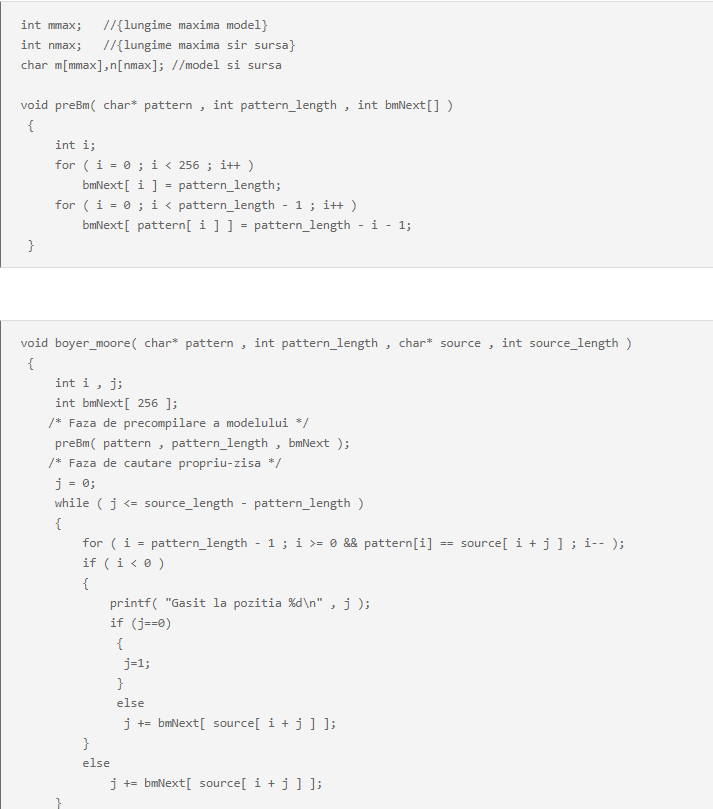 int mmax;   //{lungime maxima model}
int nmax;   //{lungime maxima sir sursa}
char m[mmax],n[nmax]; //model si sursa
void preBm( char* pattern , int pattern_length , int bmNext[] )
 {
     int i;
     for ( i = 0 ; i < 256 ; i++ )
         bmNext[ i ] = pattern_length;
     for ( i = 0 ; i < pattern_length - 1 ; i++ )
         bmNext[ pattern[ i ] ] = pattern_length - i - 1;
 }
void boyer_moore( char* pattern , int pattern_length , char* source , int source_length )
 {
     int i , j;
     int bmNext[ 256 ];
    /* Faza de precompilare a modelului */
     preBm( pattern , pattern_length , bmNext );
    /* Faza de cautare propriu-zisa */
     j = 0;
     while ( j <= source_length - pattern_length )
     {
         for ( i = pattern_length - 1 ; i >= 0 && pattern[i] == source[ i + j ] ; i-- );
         if ( i < 0 )
         {
             printf( "Gasit la pozitia %d\n" , j );
             if (j==0)
              {
               j=1;
              }
              else
               j += bmNext[ source[ i + j ] ];
         }
         else
             j += bmNext[ source[ i + j ] ];
     }